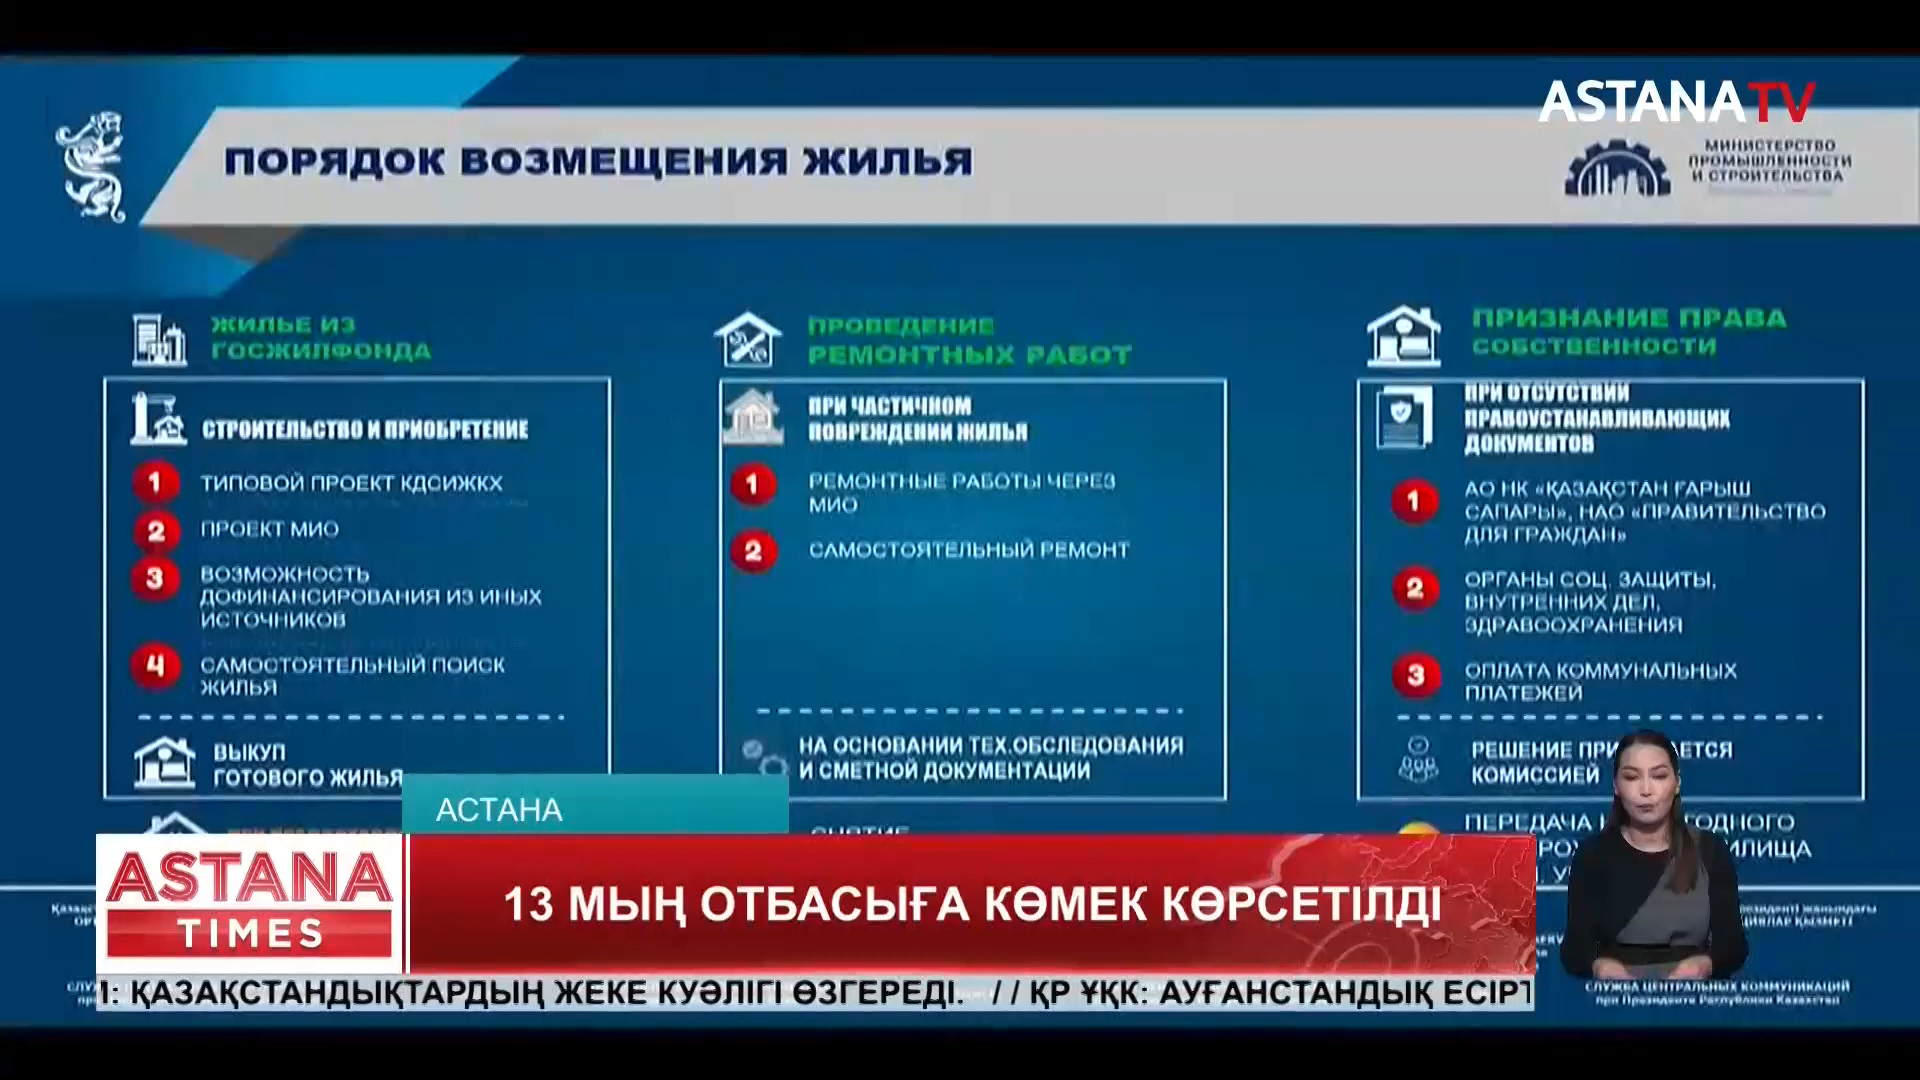 ASTANA TV
ПОРЯДОК ВОЗМЕЩЕНИЯ ЖИЛЬЯ
МИНИСТЕРСТВО
ПРОМЫШЛЕННОСТИ
И СТРОИТЕЛЬСТВА
ЖИЛЬЕ ИЗ
ГОСЖИЛФОНДА
СТРОИТЕЛЬСТВО И ПРИОБРЕТЕНИЕ
1 ТИПОВОЙ ПРОЕКТ КДСИЖКХ
2 ПРОЕКТ МИО
3 ВОЗМОЖНОСТЬ
ДОФИНАНСИРОВАНИЯ ИЗ ИНЫХ
ИСТОЧНИКОВ
4 САМОСТОЯТЕЛЬНЫЙ ПОИСК
ЖИЛЬЯ
ВЫКУП
ГОТОВОГО ЖИЛЬЯ
ПРОВЕДЕНИЕ
РЕМОНТНЫХ РАБОТ
ПРИ ЧАСТИЧНОМ
ПОВРЕЖДЕНИИ ЖИЛЬЯ
1 РЕМОНТНЫЕ РАБОТЫ ЧЕРЕЗ
МИО
2 САМОСТОЯТЕЛЬНЫЙ РЕМОНТ
НА ОСНОВАНИИ ТЕХ.ОБСЛЕДОВАНИЯ
И СМЕТНОЙ ДОКУМЕНТАЦИИ
ПРИЗНАНИЕ ПРАВА
СОБСТВЕННОСТИ
ПРИ ОТСУТСТВИИ
ПРАВОУСТАНАВЛИВАЮЩИХ
ДОКУМЕНТОВ
1 АО НК «ҚАЗАҚСТАН ҒАРЫШ
САПАРЫ», НАО «ПРАВИТЕЛЬСТВО
ДЛЯ ГРАЖДАН»
2 ОРГАНЫ СОЦ. ЗАЩИТЫ,
ВНУТРЕННИХ ДЕЛ,
ЗДРАВООХРАНЕНИЯ
3 ОПЛАТА КОММУНАЛЬНЫХ
ПЛАТЕЖЕЙ
РЕШЕНИЕ
КОМИССИЕЙ
ПЕРЕДАЧА
АСТАНА
ASTANA
TIMES
13 МЫҢ ОТБАСЫҒА КӨМЕК КӨРСЕТІЛДІ
ҚАЗАҚСТАНДЫҚТАРДЫҢ ЖЕКЕ КУӘЛІГІ ӨЗГЕРЕДІ. // ҚР ҰҚК: АУҒАНСТАНДЫҚ ЕСІРТ
СЛУЖБА ЦЕНТРАЛЬНЫХ КОММУНИКАЦИЙ
при Президенте Республики Казахстан